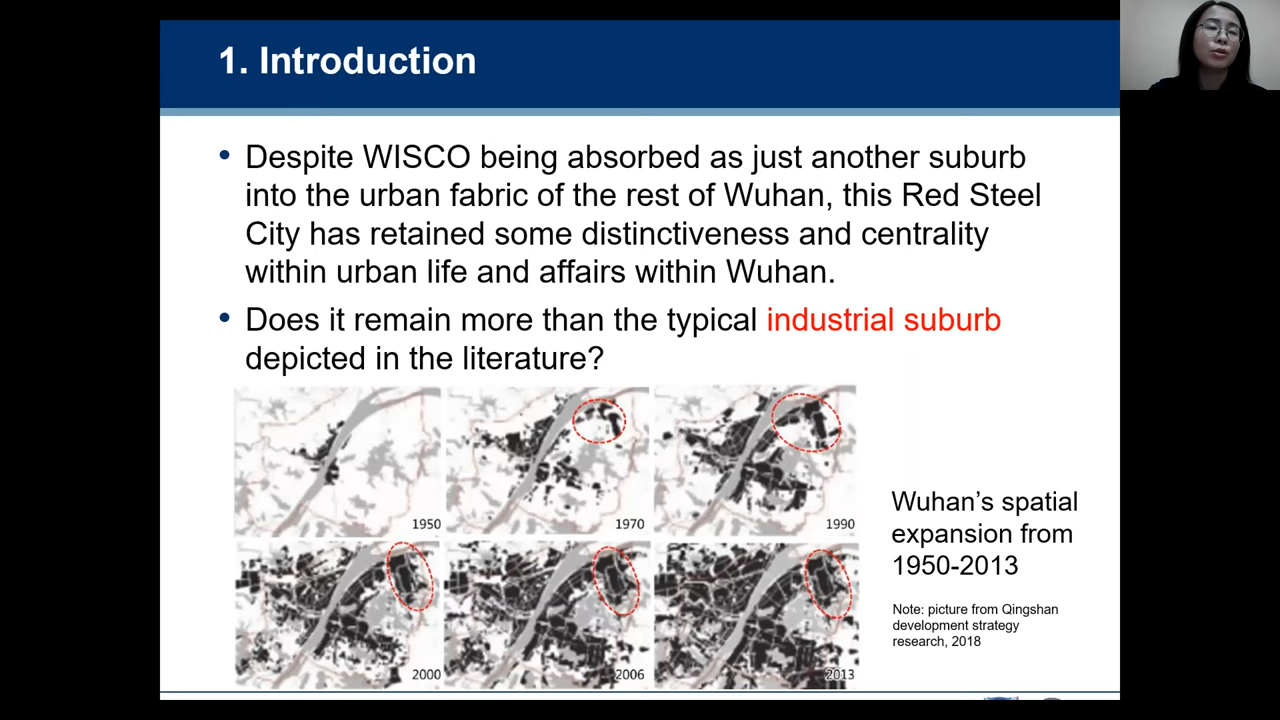 1. Introduction
• Despite WISCO being absorbed as just another suburb
into the urban fabric of the rest of Wuhan, this Red Steel
City has retained some distinctiveness and centrality
within urban life and affairs within Wuhan.
• Does it remain more than the typical industrial suburb
depicted in the literature?
1950
1970
1990
2000
2006
2013
Wuhan’s spatial
expansion from
1950-2013
Note: picture from Qingshan
development strategy
research, 2018